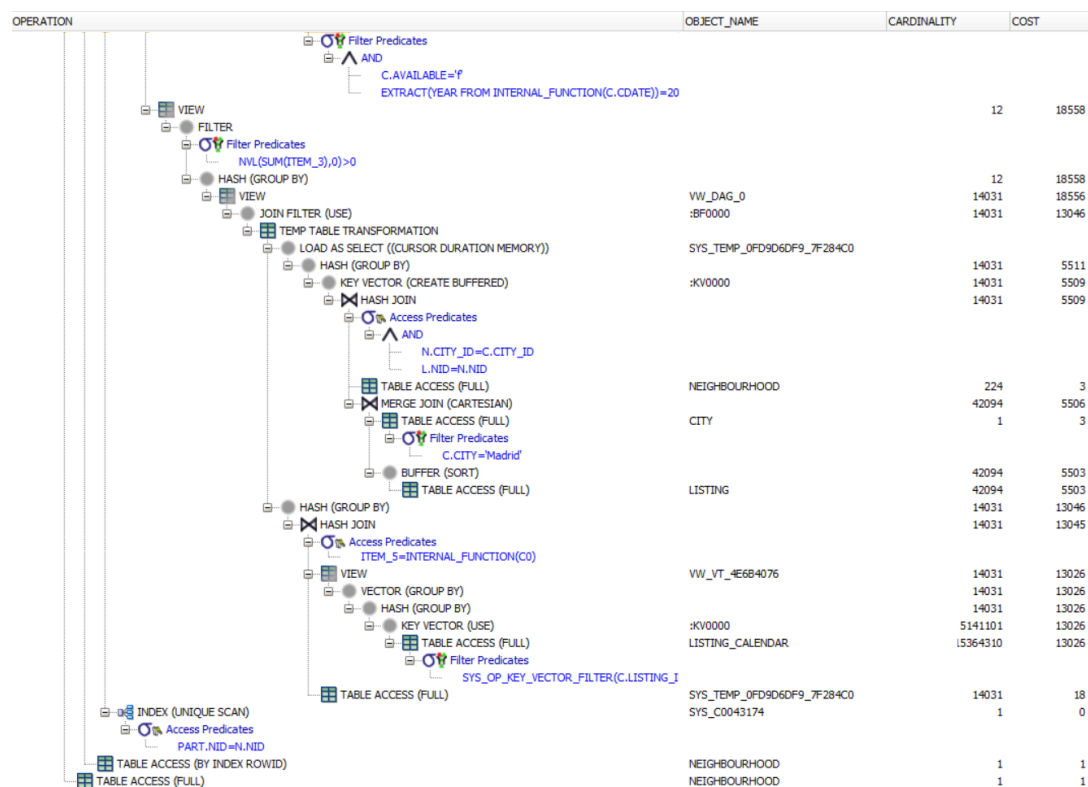 OPERATION OBJECT_NAME CARDINALITY COST
Filter Predicates
AND
C.AVAILABLE='f'
EXTRACT(YEAR FROM INTERNAL_FUNCTION(C.CDATE))=20
VIEW 12 18558
FILTER
Filter Predicates
NVL(SUM(ITEM_3),0)>0
HASH (GROUP BY) 12 18558
VIEW VW_DAG_0 14031 18556
JOIN FILTER (USE) :BF0000 14031 13046
TEMP TABLE TRANSFORMATION
LOAD AS SELECT ((CURSOR DURATION MEMORY)) SYS_TEMP_0FD9D6DF9_7F284C0
HASH (GROUP BY) 14031 5511
KEY VECTOR (CREATE BUFFERED) :KV0000 14031 5509
HASH JOIN 14031 5509
Access Predicates
AND
N.CITY_ID=C.CITY_ID
L.NID=N.NID
TABLE ACCESS (FULL) NEIGHBOURHOOD 224 3
MERGE JOIN (CARTESIAN) 42094 5506
TABLE ACCESS (FULL) CITY 1 3
Filter Predicates
C.CITY='Madrid'
BUFFER (SORT) 42094 5503
TABLE ACCESS (FULL) LISTING 42094 5503
HASH (GROUP BY) 14031 13046
HASH JOIN 14031 13045
Access Predicates
ITEM_5=INTERNAL_FUNCTION(C0)
VIEW VW_VT_4E6B4076 14031 13026
VECTOR (GROUP BY) 14031 13026
HASH (GROUP BY) 14031 13026
KEY VECTOR (USE) :KV0000 5141101 13026
TABLE ACCESS (FULL) LISTING_CALENDAR 15364310 13026
Filter Predicates
SYS_OP_KEY_VECTOR_FILTER(C.LISTING_I
TABLE ACCESS (FULL) SYS_TEMP_0FD9D6DF9_7F284C0 14031 18
INDEX (UNIQUE SCAN) SYS_C0043174 1 0
Access Predicates
PART.NID=N.NID
TABLE ACCESS (BY INDEX ROWID) NEIGHBOURHOOD 1 1
TABLE ACCESS (FULL) NEIGHBOURHOOD 1 1